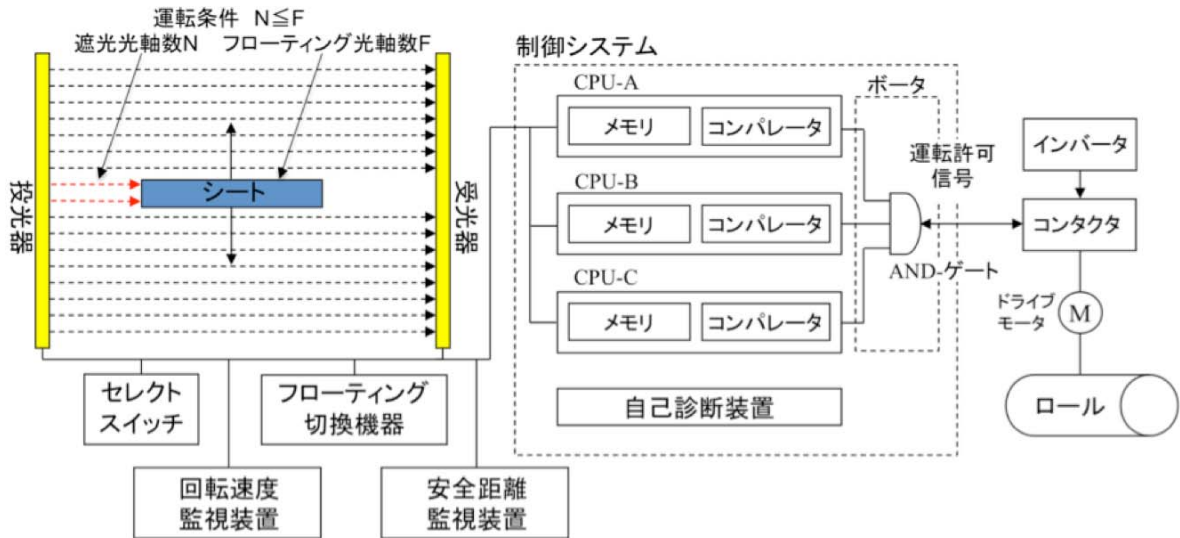 運転条件 N≦F
遮光光軸数N フローティング光軸数F
投光器
シート
受光器
セレクト
スイッチ
フローティング
切換機器
回転速度
監視装置
安全距離
監視装置
制御システム
CPU-A
メモリ
コンパレータ
CPU-B
メモリ
コンパレータ
CPU-C
メモリ
コンパレータ
自己診断装置
ボータ
AND-ゲート
運転許可
信号
インバータ
コンタクタ
ドライブ
モータ
M
ロール